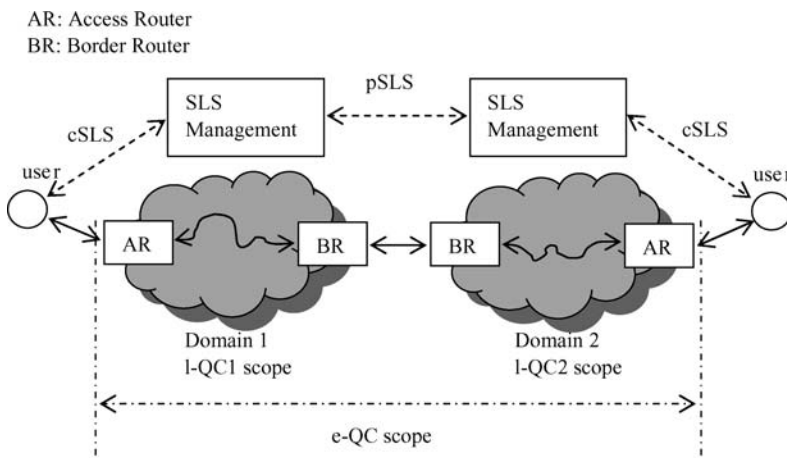 AR: Access Router
BR: Border Router
pSLS
SLS
Management
SLS
Management
cSLS
cSLS
user
user
AR
BR
BR
AR
Domain 1
l-QC1 scope
Domain 2
l-QC2 scope
e-QC scope